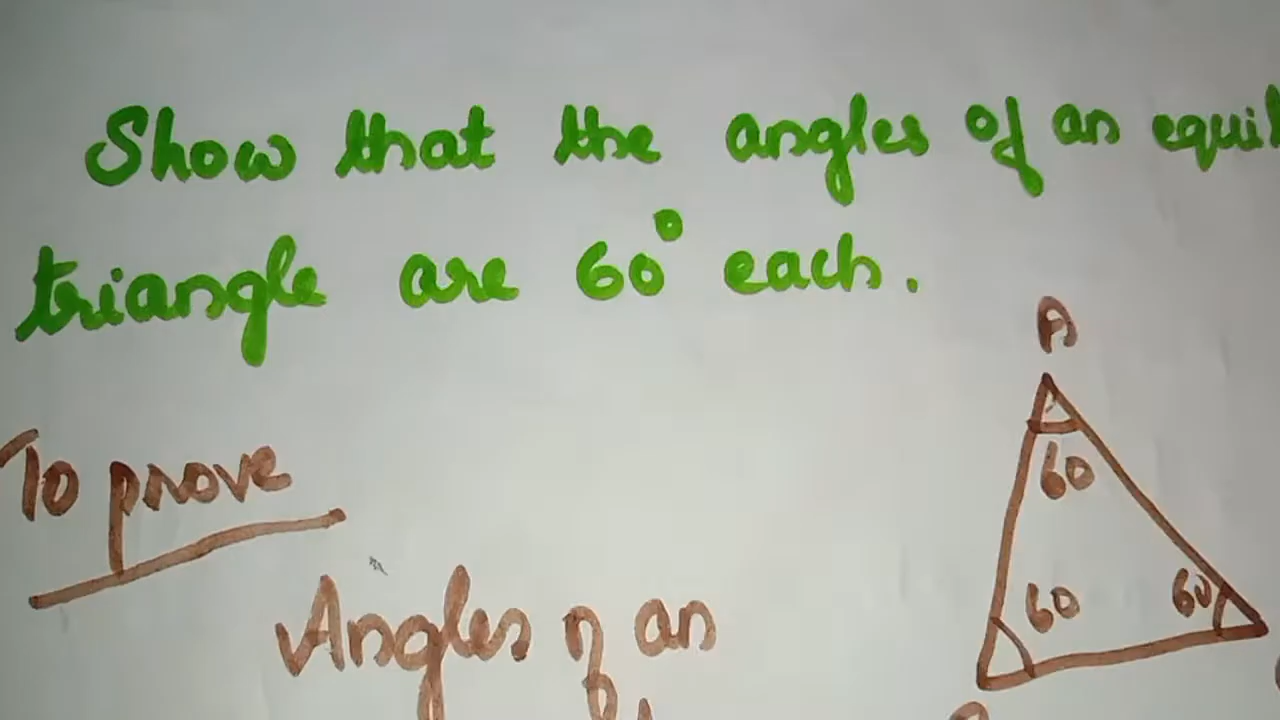 Show that the angles of an equil
triangle are 60° each.
A
To prove
60
60
60
Angles of an